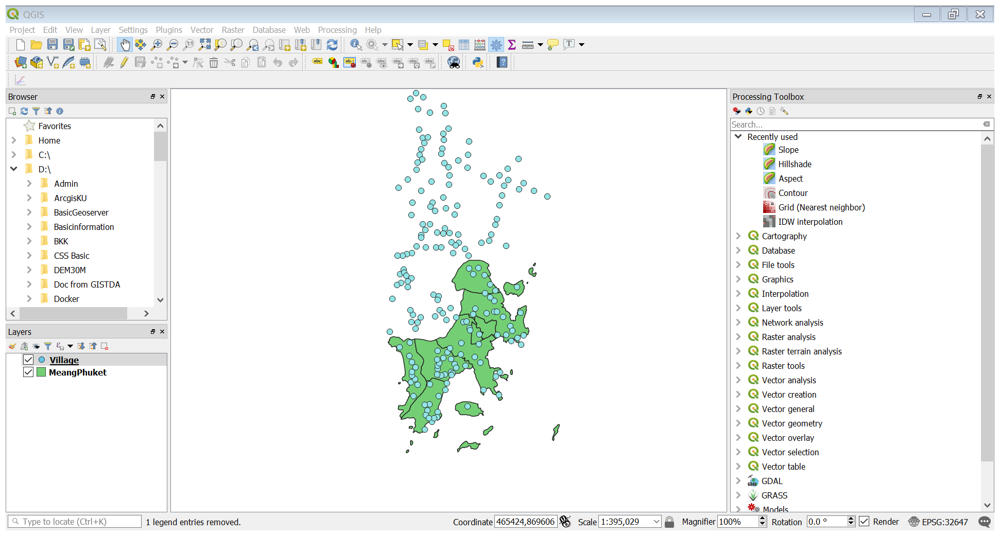 QGIS
Project Edit View Layer Settings Plugins Vector Raster Database Web Processing Help
Browser
Favorites
Home
C:\
D:\
Admin
ArcgisKU
BasicGeoserver
Basicinformation
BKK
CSS Basic
DEM30M
Doc from GISTDA
Docker
Layers
Village
MeangPhuket
Processing Toolbox
Search...
Recently used
Slope
Hillshade
Aspect
Contour
Grid (Nearest neighbor)
IDW interpolation
Cartography
Database
File tools
Graphics
Interpolation
Layer tools
Network analysis
Raster analysis
Raster terrain analysis
Raster tools
Vector analysis
Vector creation
Vector general
Vector geometry
Vector overlay
Vector selection
Vector table
GDAL
GRASS
Models
Type to locate (Ctrl+K) 1 legend entries removed. Coordinate 465424,869606 Scale 1:395,029 Magnifier 100% Rotation 0.0 ° Render EPSG:32647